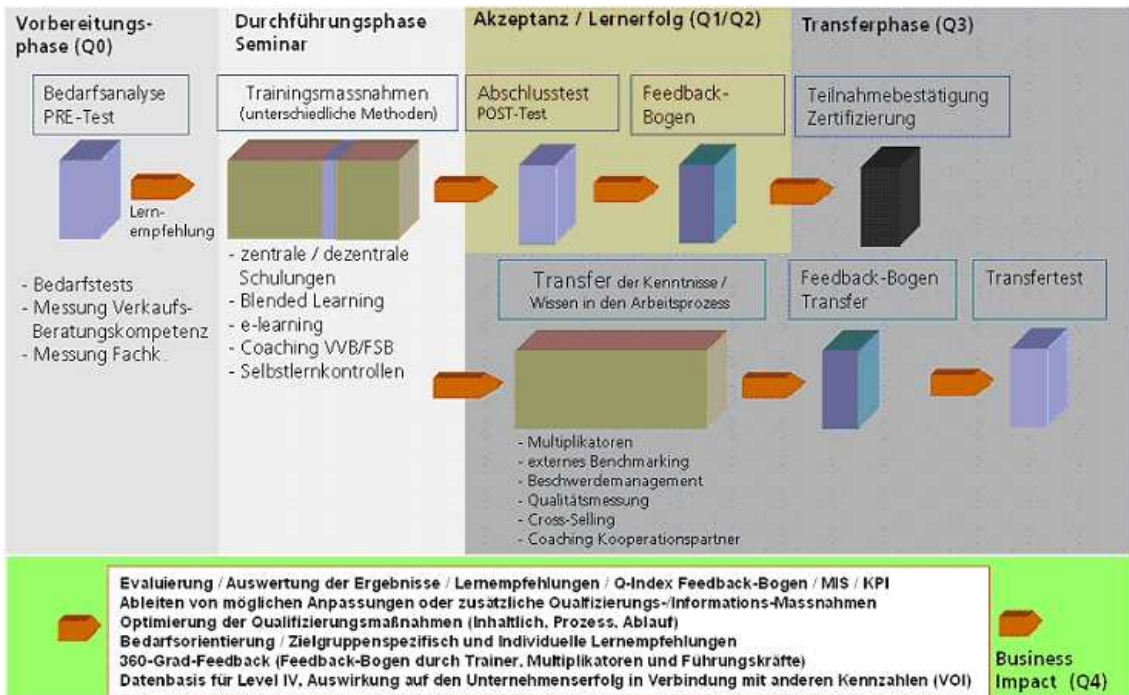 Vorbereitungs-
phase (Q0)
Durchführungsphase
Seminar
Akzeptanz / Lernerfolg (Q1/Q2)
Transferphase (Q3)
Bedarfsanalyse
PRE-Test
Trainingsmassnahmen
(unterschiedliche Methoden)
Abschlusstest
POST-Test
Feedback-
Bogen
Teilnahmebestätigung
Zertifizierung
Lern-
empfehlung
- Bedarfstests
- Messung Verkaufs-
Beratungskompetenz
- Messung Fachk.
- zentrale / dezentrale
Schulungen
- Blended Learning
- e-learning
- Coaching VVB/FSB
- Selbstlernkontrollen
Transfer der Kenntnisse /
Wissen in den Arbeitsprozess
Feedback-Bogen
Transfer
Transfertest
- Multiplikatoren
- externes Benchmarking
- Beschwerdemanagement
- Qualitätsmessung
- Cross-Selling
- Coaching Kooperationspartner
Evaluierung / Auswertung der Ergebnisse / Lernempfehlungen / Q-Index Feedback-Bogen / MIS / KPI
Ableiten von möglichen Anpassungen oder zusätzliche Qualfizierungs-/Informations-Massnahmen
Optimierung der Qualifizierungsmaßnahmen (Inhaltlich, Prozess, Ablauf)
Bedarfsorientierung / Zielgruppenspezifisch und Individuelle Lernempfehlungen
360-Grad-Feedback (Feedback-Bogen durch Trainer, Multiplikatoren und Führungskräfte)
Datenbasis für Level IV, Auswirkung auf den Unternehmenserfolg in Verbindung mit anderen Kennzahlen (VOI)
Business
Impact (Q4)